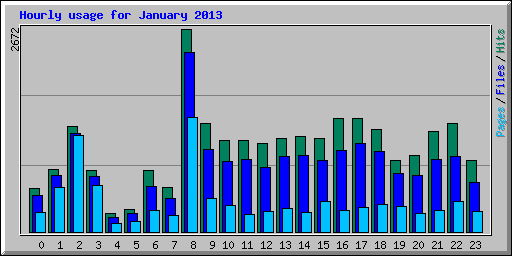 Hourly usage for January 2013
2672
Pages / Files / Hits
0 1 2 3 4 5 6 7 8 9 10 11 12 13 14 15 16 17 18 19 20 21 22 23